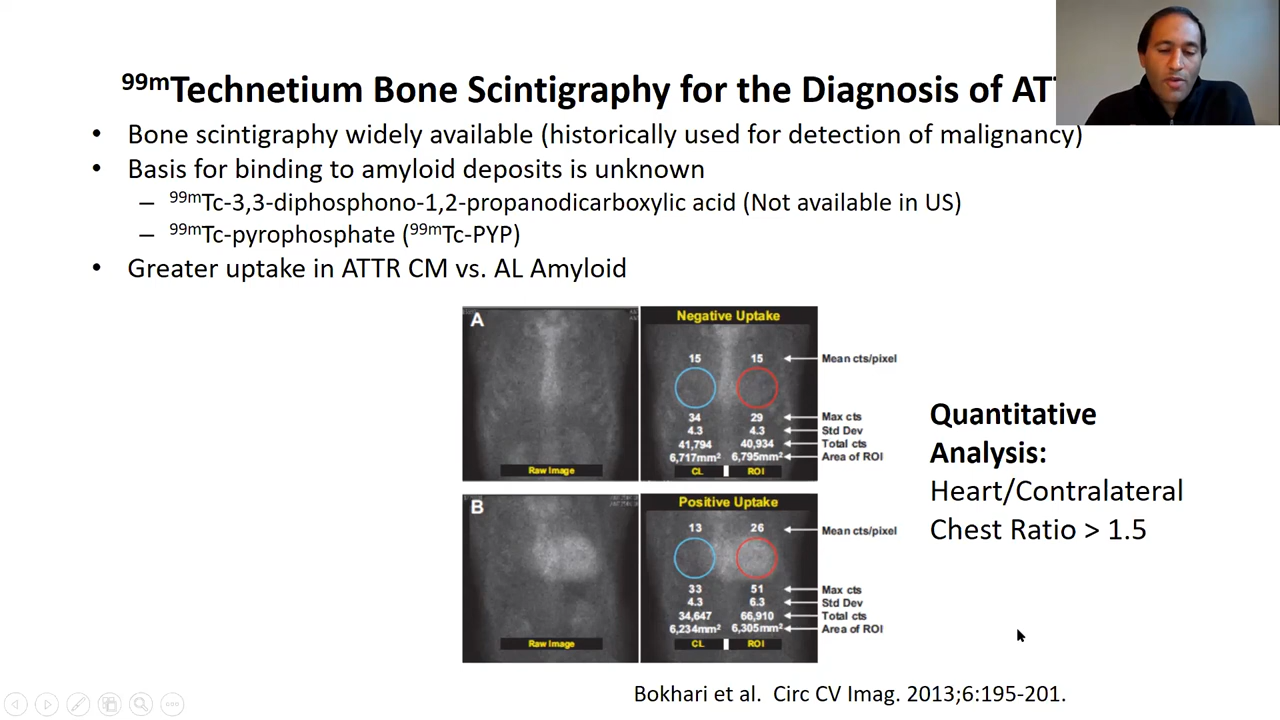 99mTechnetium Bone Scintigraphy for the Diagnosis of ATT
• Bone scintigraphy widely available (historically used for detection of malignancy)
• Basis for binding to amyloid deposits is unknown
– 99mTc-3,3-diphosphono-1,2-propanodicarboxylic acid (Not available in US)
– 99mTc-pyrophosphate (99mTc-PYP)
• Greater uptake in ATTR CM vs. AL Amyloid
A
Negative Uptake
15 15 Mean cts/pixel
34 29 Max cts
4.3 4.3 Std Dev
41,794 40,934 Total cts
6,717mm² 6,795mm² Area of ROI
Raw Image CL ROI
B
Positive Uptake
13 26 Mean cts/pixel
33 51 Max cts
4.3 6.3 Std Dev
34,647 66,910 Total cts
6,234mm² 6,305mm² Area of ROI
Raw Image CL ROI
Quantitative
Analysis:
Heart/Contralateral
Chest Ratio > 1.5
Bokhari et al. Circ CV Imag. 2013;6:195-201.